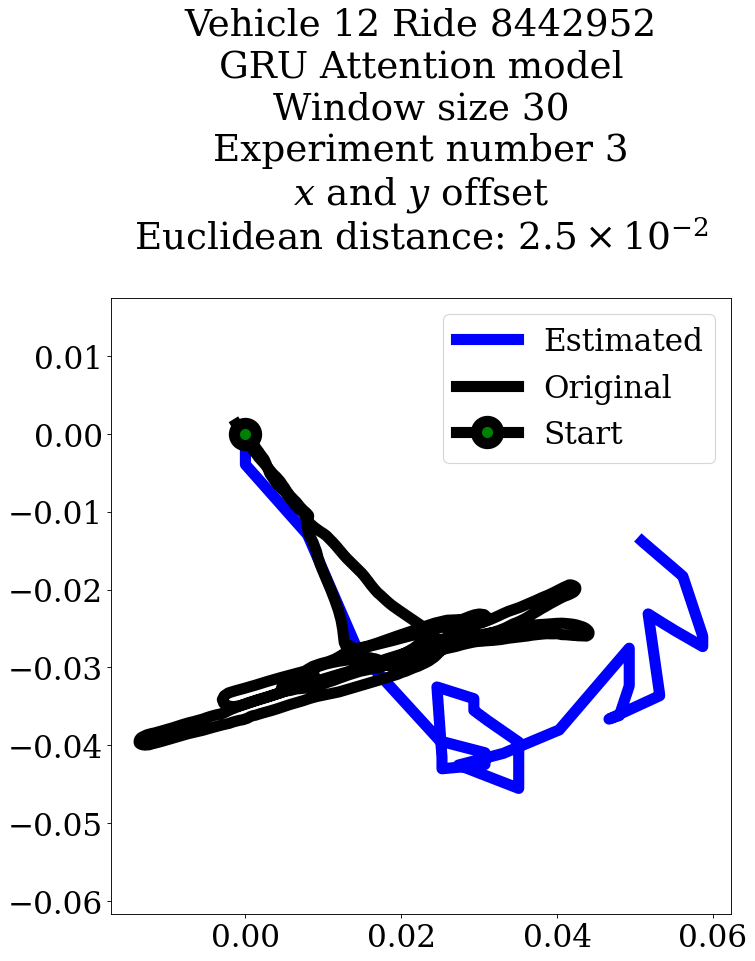 Vehicle 12 Ride 8442952
GRU Attention model
Window size 30
Experiment number 3
x and y offset
Euclidean distance: 2.5 × 10⁻²
Estimated
Original
Start
0.01
0.00
−0.01
−0.02
−0.03
−0.04
−0.05
−0.06
0.00 0.02 0.04 0.06